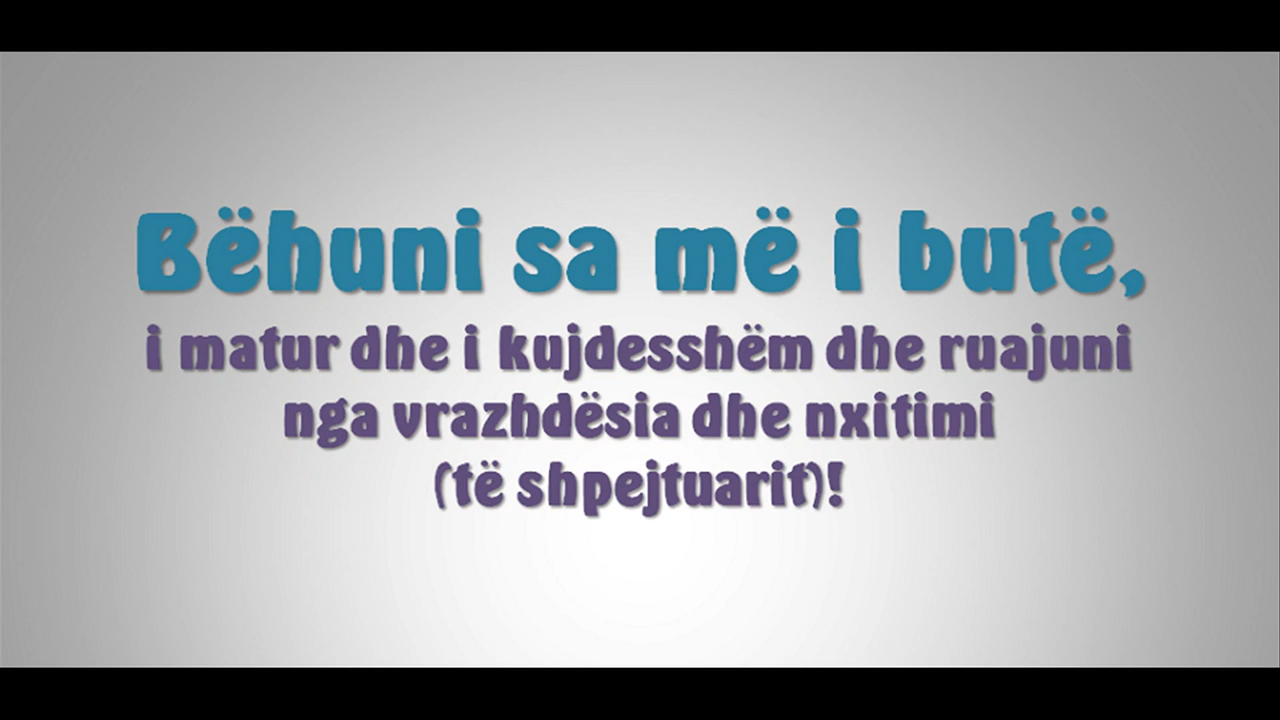 Bëhuni sa më i butë,
i matur dhe i kujdesshëm dhe ruajuni
nga vrazhdësia dhe nxitimi
(të shpejtuarit)!